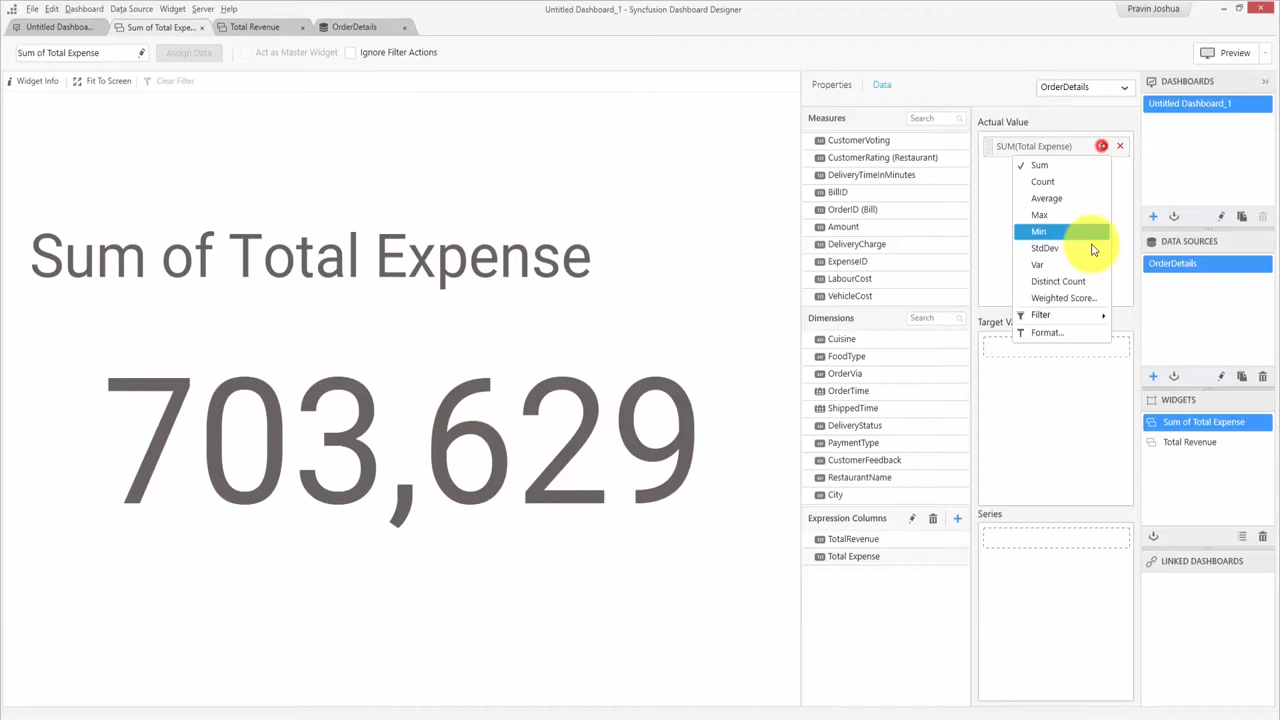 File Edit Dashboard Data Source Widget Server Help
Untitled Dashboard_1 - Syncfusion Dashboard Designer
Pravin Joshua
Untitled Dashboa...
Sum of Total Expe...
Total Revenue
OrderDetails
Sum of Total Expense
Assign Data
Act as Master Widget
Ignore Filter Actions
Preview
Widget Info
Fit To Screen
Clear Filter
Sum of Total Expense
703,629
Properties
Data
OrderDetails
Measures
Search
CustomerVoting
CustomerRating (Restaurant)
DeliveryTimeInMinutes
BillID
OrderID (Bill)
Amount
DeliveryCharge
ExpenseID
LabourCost
VehicleCost
Dimensions
Search
Cuisine
FoodType
OrderVia
OrderTime
ShippedTime
DeliveryStatus
PaymentType
CustomerFeedback
RestaurantName
City
Expression Columns
TotalRevenue
Total Expense
Actual Value
SUM(Total Expense)
Sum
Count
Average
Max
Min
StdDev
Var
Distinct Count
Weighted Score...
Filter
Format...
Target Va
Series
DASHBOARDS
Untitled Dashboard_1
DATA SOURCES
OrderDetails
WIDGETS
Sum of Total Expense
Total Revenue
LINKED DASHBOARDS